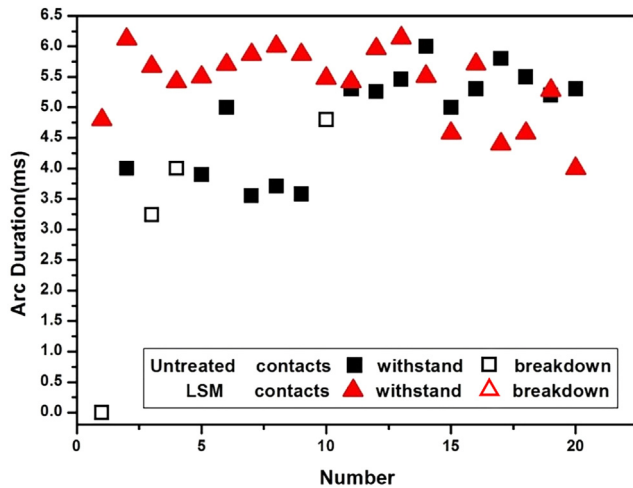 6.5
6.0
5.5
5.0
4.5
4.0
3.5
3.0
2.5
2.0
1.5
1.0
0.5
0.0
Arc Duration(ms)
Untreated contacts withstand breakdown
LSM contacts withstand breakdown
0 5 10 15 20
Number